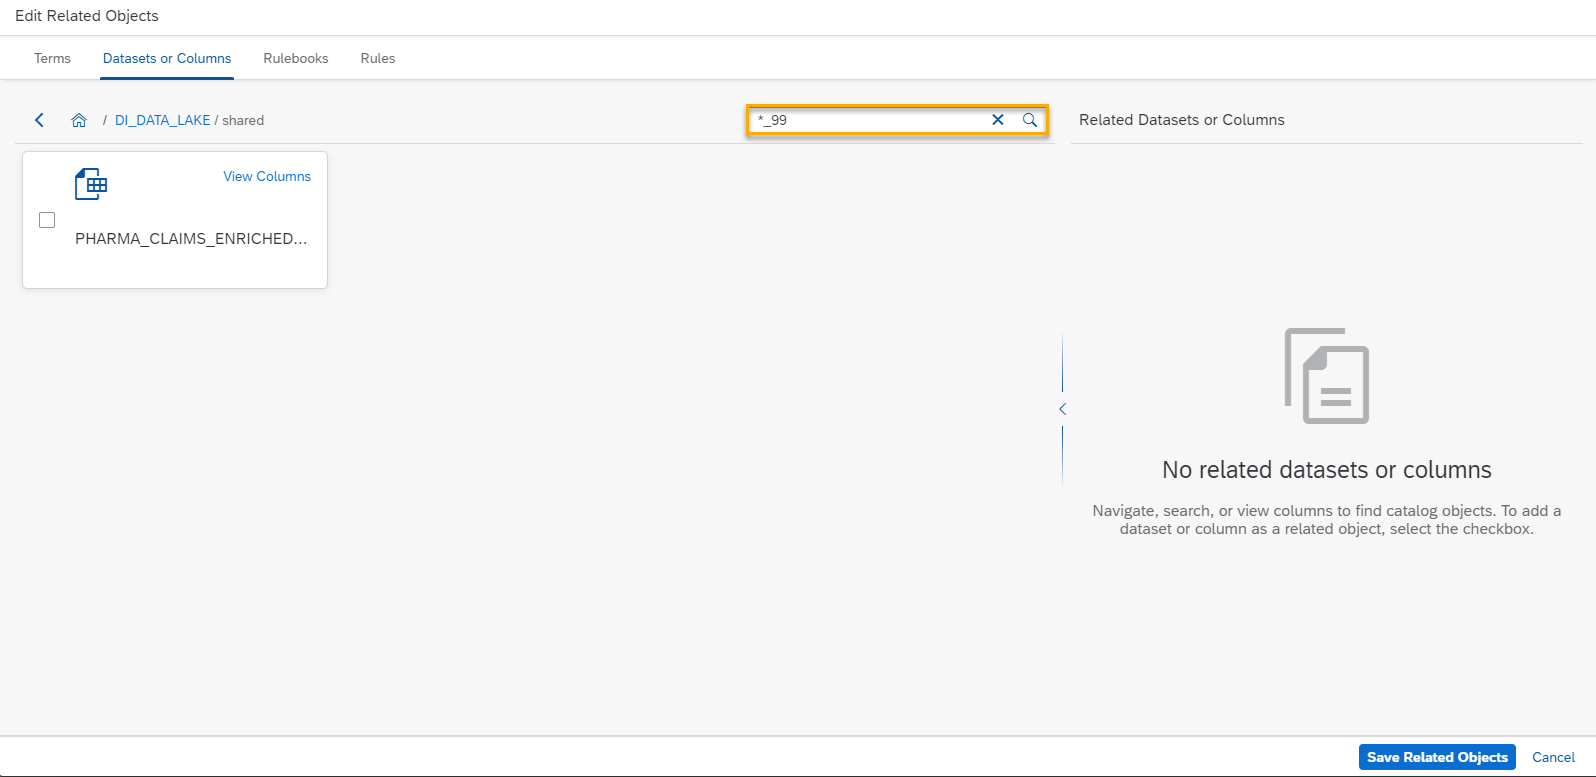 Edit Related Objects
Terms Datasets or Columns Rulebooks Rules
/ DI_DATA_LAKE / shared
*_99
Related Datasets or Columns
View Columns
PHARMA_CLAIMS_ENRICHED...
No related datasets or columns
Navigate, search, or view columns to find catalog objects. To add a
dataset or column as a related object, select the checkbox.
Save Related Objects Cancel